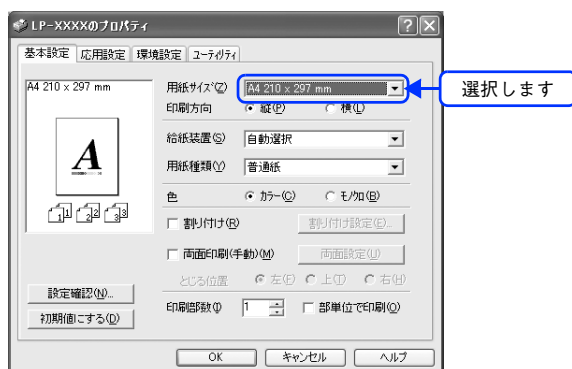 LP-XXXXのプロパティ
基本設定 応用設定 環境設定 ユーティリティ
A4 210 x 297 mm
用紙サイズ(Z) A4 210 x 297 mm
選択します
印刷方向 縦(P) 横(L)
給紙装置(S) 自動選択
用紙種類(Y) 普通紙
色 カラー(C) モノクロ(B)
割り付け(R) 割り付け設定(E)...
両面印刷(手動)(M) 両面設定(U)
とじる位置 左(F) 上(T) 右(H)
印刷部数(I) 1 部単位で印刷(O)
A
1 1 2 2 3 3
設定確認(N)...
初期値にする(D)
OK キャンセル ヘルプ